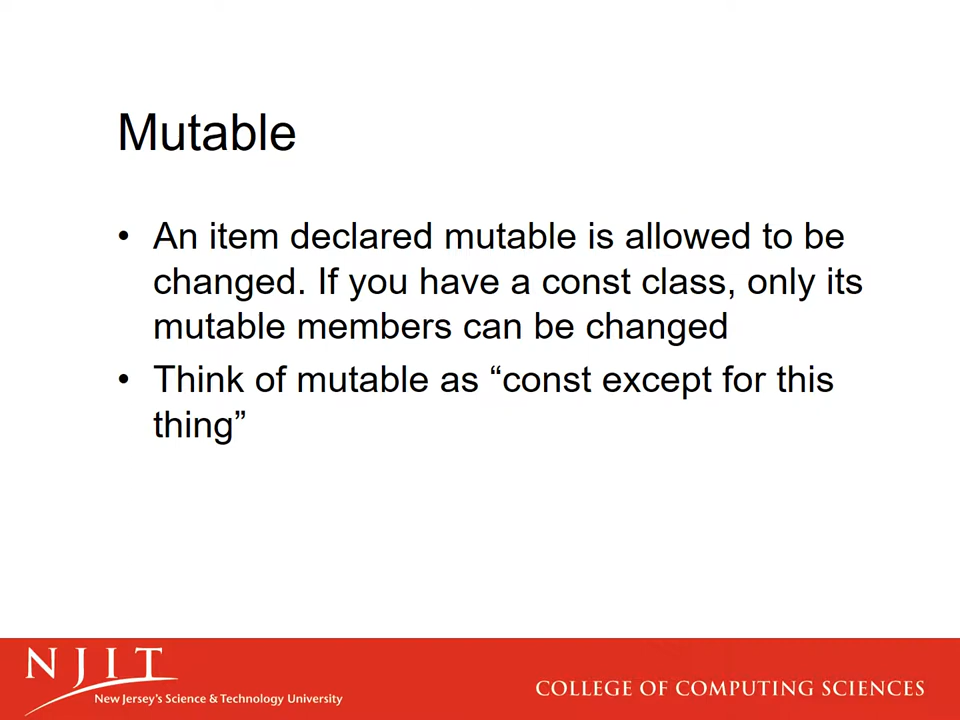 Mutable
• An item declared mutable is allowed to be
changed. If you have a const class, only its
mutable members can be changed
• Think of mutable as “const except for this
thing”
NJIT
New Jersey's Science & Technology University
COLLEGE OF COMPUTING SCIENCES